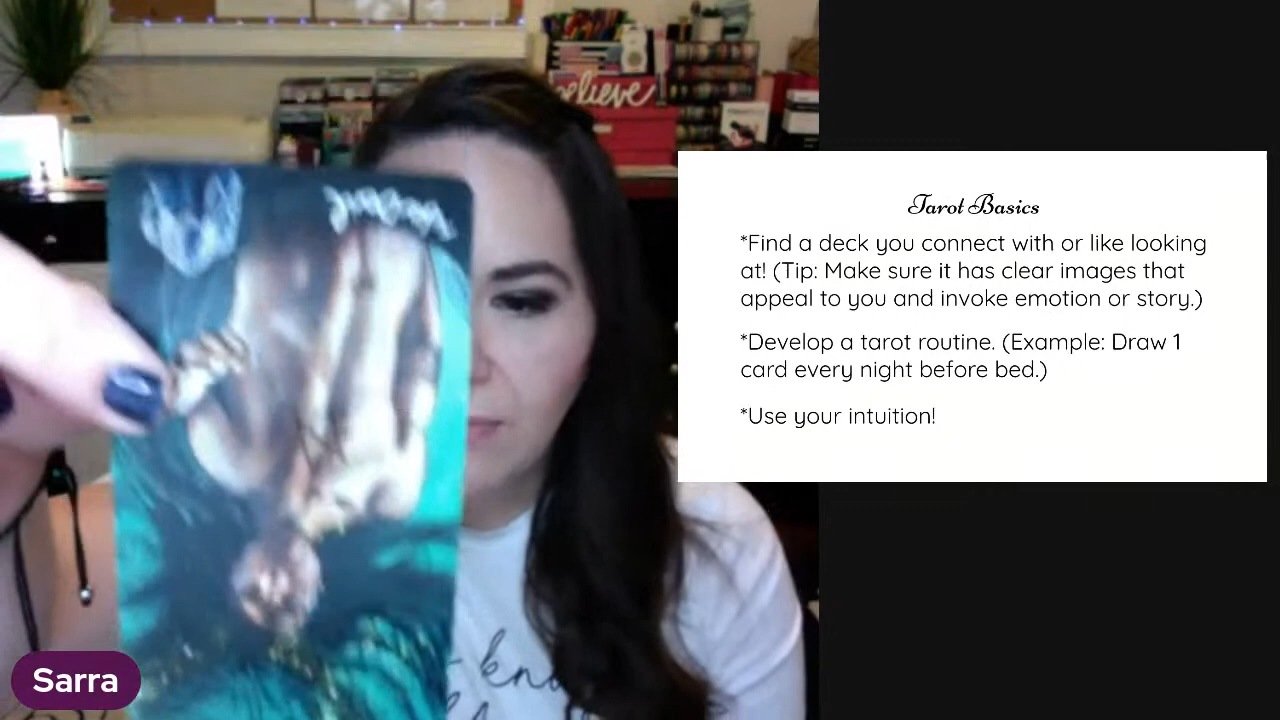 believe
Tarot Basics
*Find a deck you connect with or like looking
at! (Tip: Make sure it has clear images that
appeal to you and invoke emotion or story.)
*Develop a tarot routine. (Example: Draw 1
card every night before bed.)
*Use your intuition!
Sarra